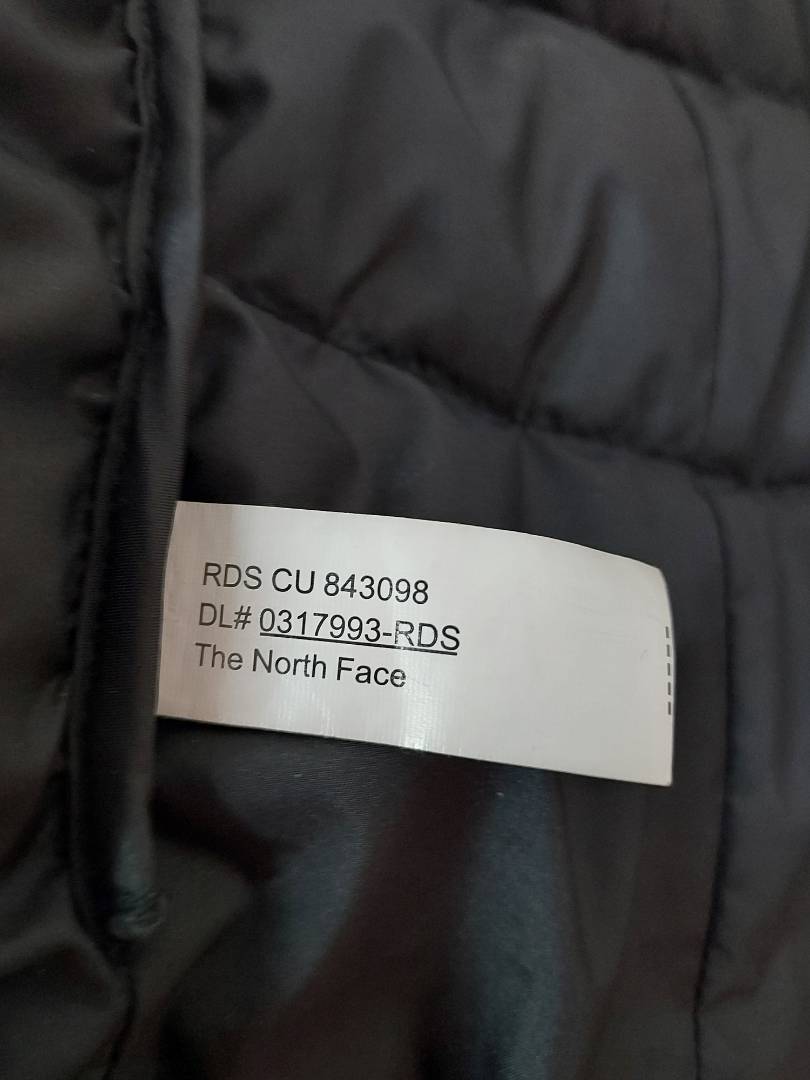 RDS CU 843098
DL# 0317993-RDS
The North Face